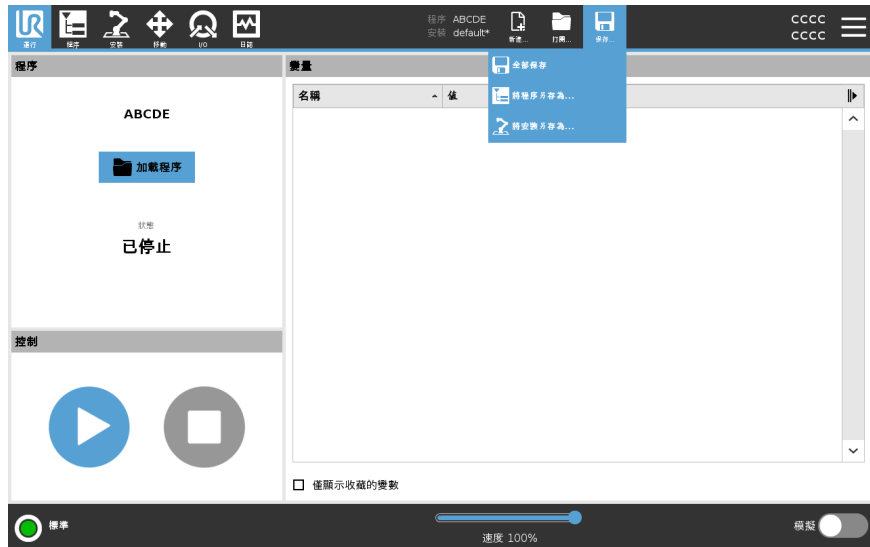 程序 ABCDE
安裝 default*
運行
程序
安裝
移動
I/O
日誌
新建...
打開...
保存...
cccc
cccc
全部保存
將程序另存為...
將安裝另存為...
程序
ABCDE
加載程序
狀態
已停止
控制
變量
名稱
值
僅顯示收藏的變數
標準
速度 100%
模擬